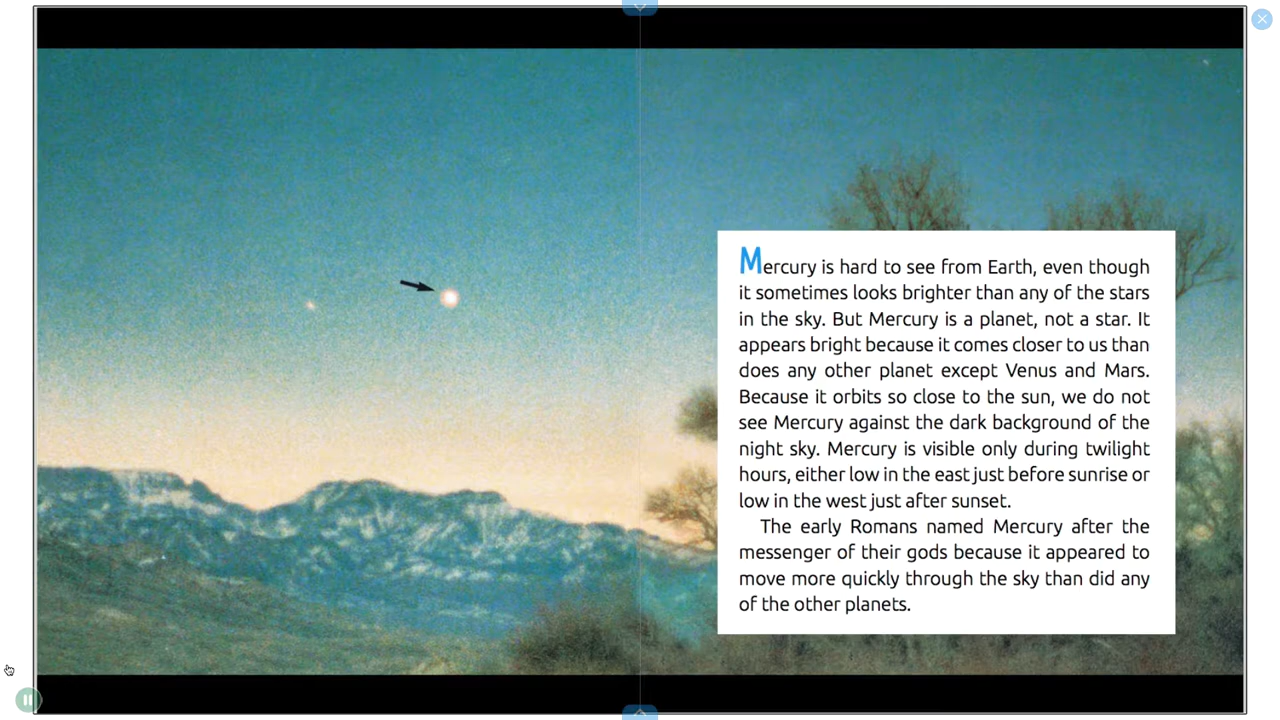 Mercury is hard to see from Earth, even though
it sometimes looks brighter than any of the stars
in the sky. But Mercury is a planet, not a star. It
appears bright because it comes closer to us than
does any other planet except Venus and Mars.
Because it orbits so close to the sun, we do not
see Mercury against the dark background of the
night sky. Mercury is visible only during twilight
hours, either low in the east just before sunrise or
low in the west just after sunset.
The early Romans named Mercury after the
messenger of their gods because it appeared to
move more quickly through the sky than did any
of the other planets.